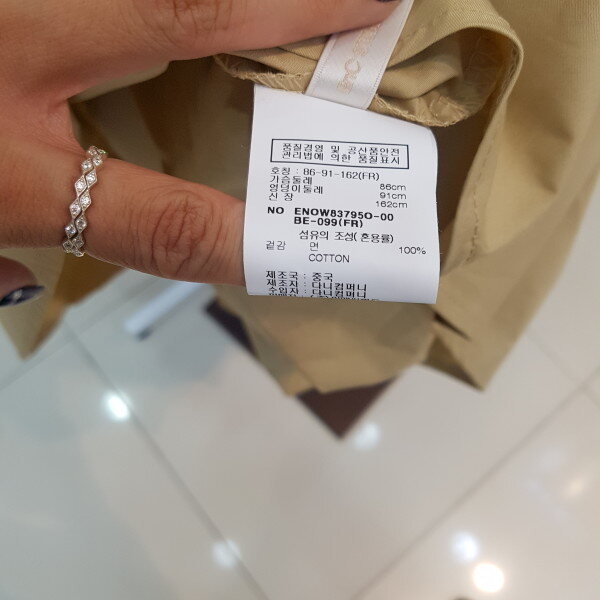 품질경영 및 공산품안전
관리법에 의한 품질표시
호칭 : 86-91-162(FR)
가슴둘레 86cm
엉덩이둘레 91cm
신 장 162cm
NO ENOW83795O-00
BE-099(FR)
섬유의 조성(혼용률)
겉감 면 100%
COTTON
제조국 : 중국
제조자 : 다니컴퍼니
수입자 : 다니컴퍼니